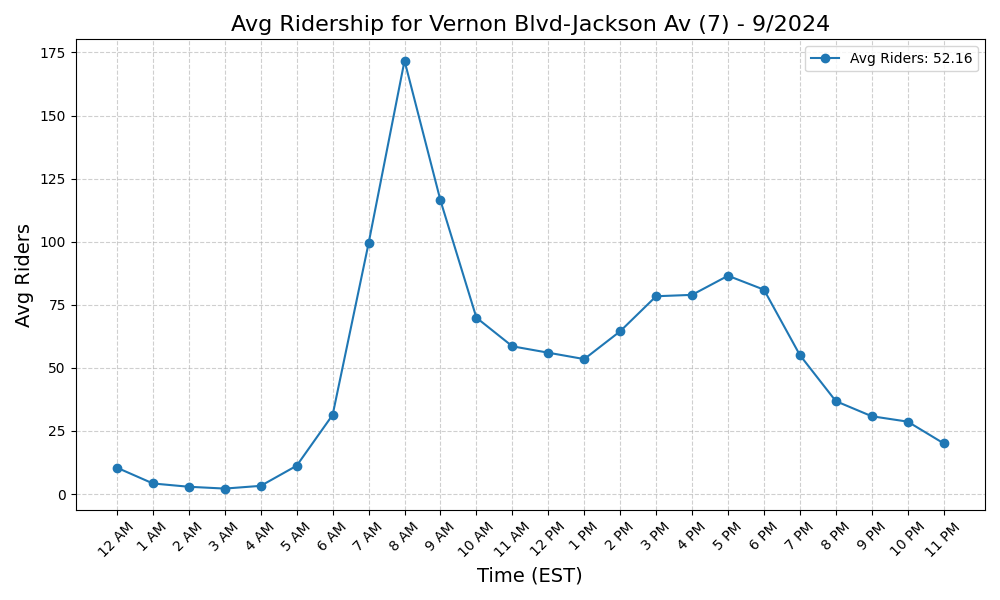 Avg Ridership for Vernon Blvd-Jackson Av (7) - 9/2024
Avg Riders: 52.16
Avg Riders
175
150
125
100
75
50
25
0
12 AM
1 AM
2 AM
3 AM
4 AM
5 AM
6 AM
7 AM
8 AM
9 AM
10 AM
11 AM
12 PM
1 PM
2 PM
3 PM
4 PM
5 PM
6 PM
7 PM
8 PM
9 PM
10 PM
11 PM
Time (EST)